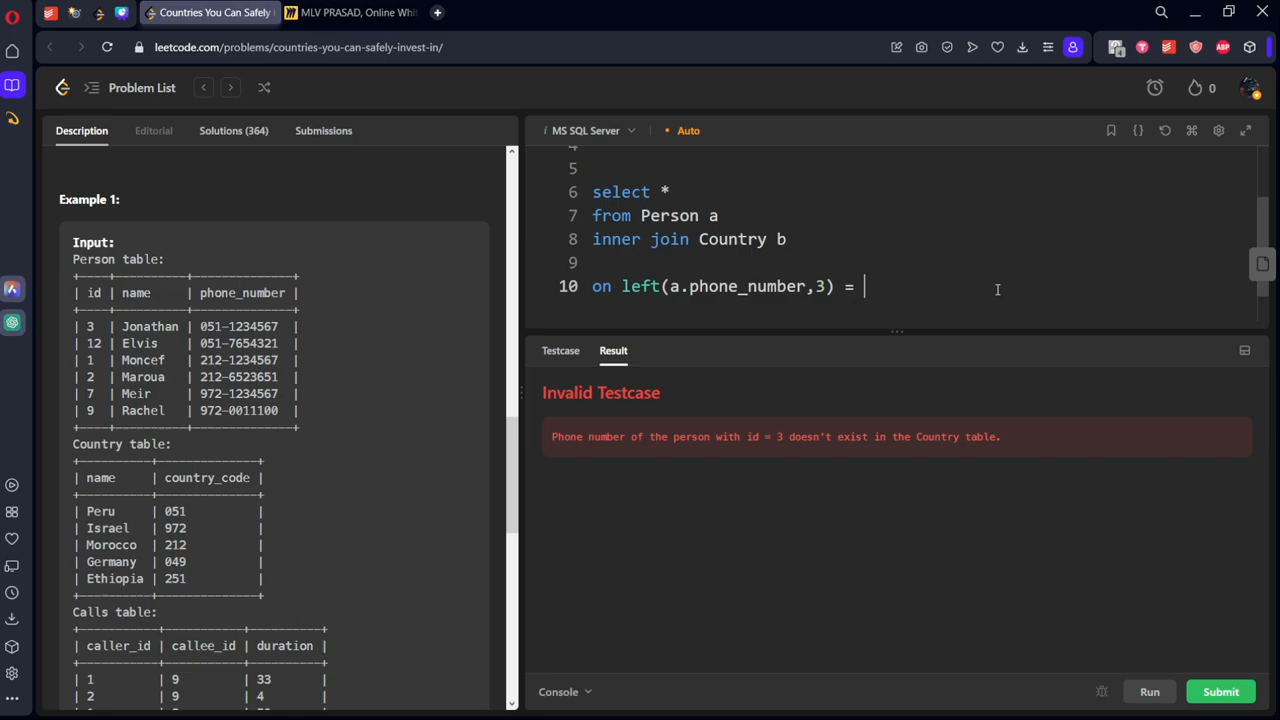 Countries You Can Safely
MLV PRASAD, Online Whit
leetcode.com/problems/countries-you-can-safely-invest-in/
4
ABP
Problem List
0
Description
Editorial
Solutions (364)
Submissions
i MS SQL Server
• Auto
Example 1:
Input:
Person table:
+----+----------+--------------+
| id | name     | phone_number |
+----+----------+--------------+
| 3  | Jonathan | 051-1234567  |
| 12 | Elvis    | 051-7654321  |
| 1  | Moncef   | 212-1234567  |
| 2  | Maroua   | 212-6523651  |
| 7  | Meir     | 972-1234567  |
| 9  | Rachel   | 972-0011100  |
+----+----------+--------------+
Country table:
+----------+--------------+
| name     | country_code |
+----------+--------------+
| Peru     | 051          |
| Israel   | 972          |
| Morocco  | 212          |
| Germany  | 049          |
| Ethiopia | 251          |
+----------+--------------+
Calls table:
+-----------+-----------+----------+
| caller_id | callee_id | duration |
+-----------+-----------+----------+
| 1         | 9         | 33       |
| 2         | 9         | 4        |
4
5
6 select *
7 from Person a
8 inner join Country b
9
10 on left(a.phone_number,3) =
Testcase
Result
Invalid Testcase
Phone number of the person with id = 3 doesn't exist in the Country table.
Console
Run
Submit